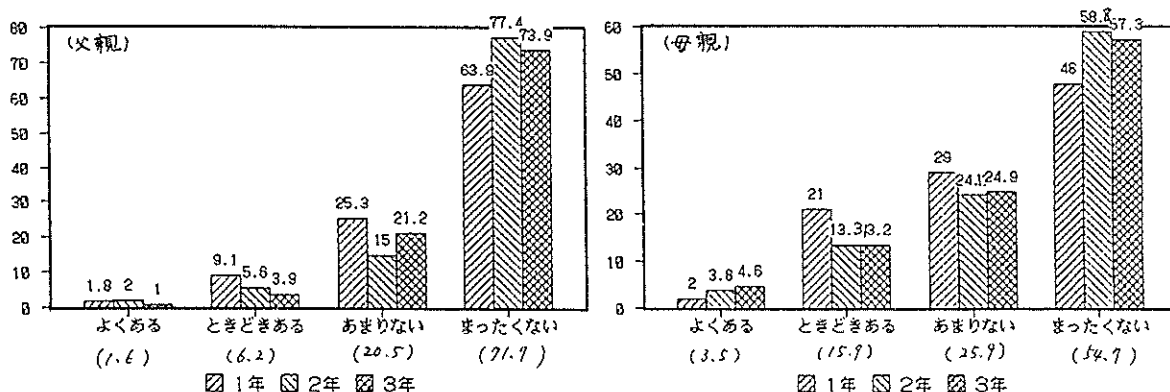 (父親)
80
70
60
50
40
30
20
10
0
1.8 2 1
9.1 5.6 3.9
25.3 15 21.2
63.9 77.4 73.9
よくある ときどきある あまりない まったくない
(1.6) (6.2) (20.5) (71.7)
1年 2年 3年
(母親)
60
50
40
30
20
10
0
2 3.8 4.6
21 13.3 13.2
29 24.1 24.9
48 58.8 57.3
よくある ときどきある あまりない まったくない
(3.5) (15.9) (25.9) (54.7)
1年 2年 3年